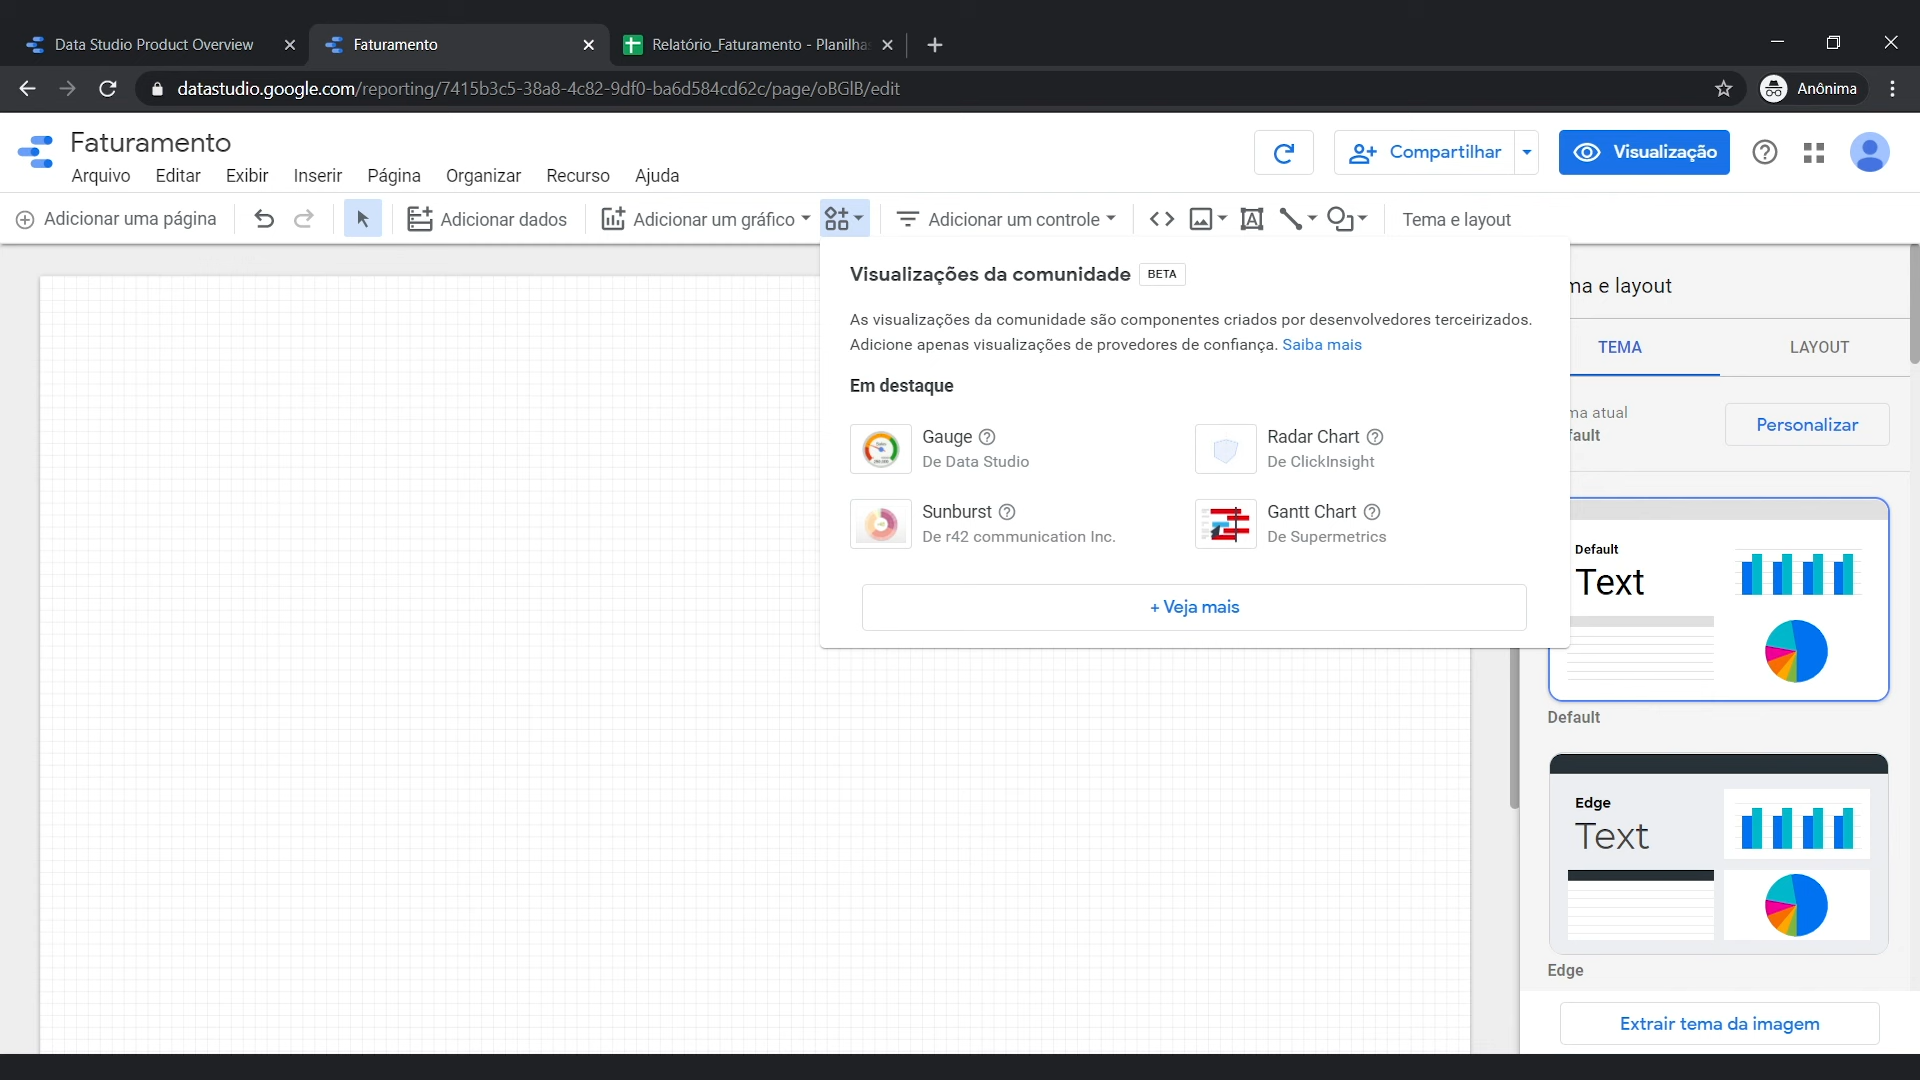 Data Studio Product Overview
Faturamento
Relatório_Faturamento - Planilhas
datastudio.google.com/reporting/7415b3c5-38a8-4c82-9df0-ba6d584cd62c/page/oBGlB/edit
Anônima
Faturamento
Arquivo Editar Exibir Inserir Página Organizar Recurso Ajuda
Compartilhar
Visualização
Adicionar uma página
Adicionar dados
Adicionar um gráfico
Adicionar um controle
Tema e layout
Visualizações da comunidade BETA
As visualizações da comunidade são componentes criados por desenvolvedores terceirizados.
Adicione apenas visualizações de provedores de confiança. Saiba mais
Em destaque
Gauge
De Data Studio
Radar Chart
De ClickInsight
Sunburst
De r42 communication Inc.
Gantt Chart
De Supermetrics
+ Veja mais
ma e layout
TEMA LAYOUT
ma atual
fault
Personalizar
Default
Text
Default
Edge
Text
Edge
Extrair tema da imagem